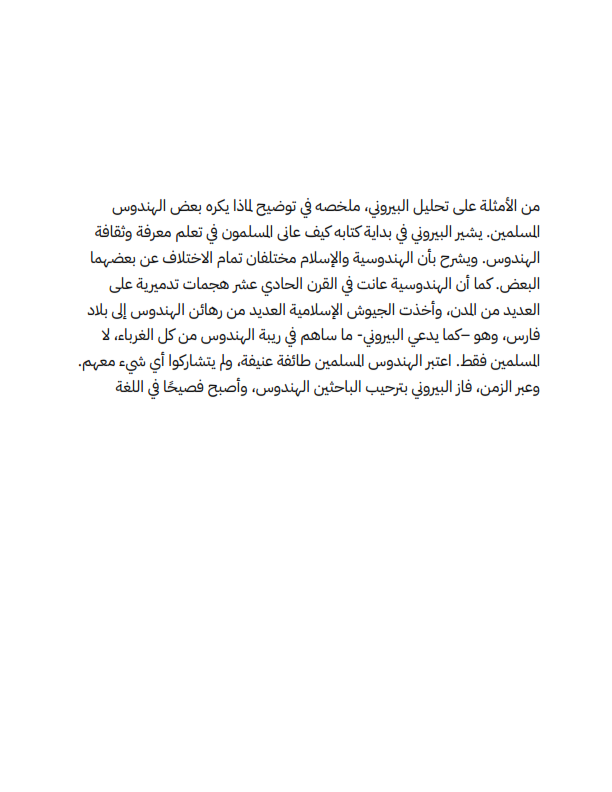 من الأمثلة على تحليل البيروني، ملخصه في توضيح لماذا يكره بعض الهندوس
المسلمين. يشير البيروني في بداية كتابه كيف عانى المسلمون في تعلم معرفة وثقافة
الهندوس. ويشرح بأن الهندوسية والإسلام مختلفان تمام الاختلاف عن بعضهما
البعض. كما أن الهندوسية عانت في القرن الحادي عشر هجمات تدميرية على
العديد من المدن، وأخذت الجيوش الإسلامية العديد من رهائن الهندوس إلى بلاد
فارس، وهو –كما يدعي البيروني- ما ساهم في ريبة الهندوس من كل الغرباء، لا
المسلمين فقط. اعتبر الهندوس المسلمين طائفة عنيفة، ولم يتشاركوا أي شيء معهم.
وعبر الزمن، فاز البيروني بترحيب الباحثين الهندوس، وأصبح فصيحًا في اللغة